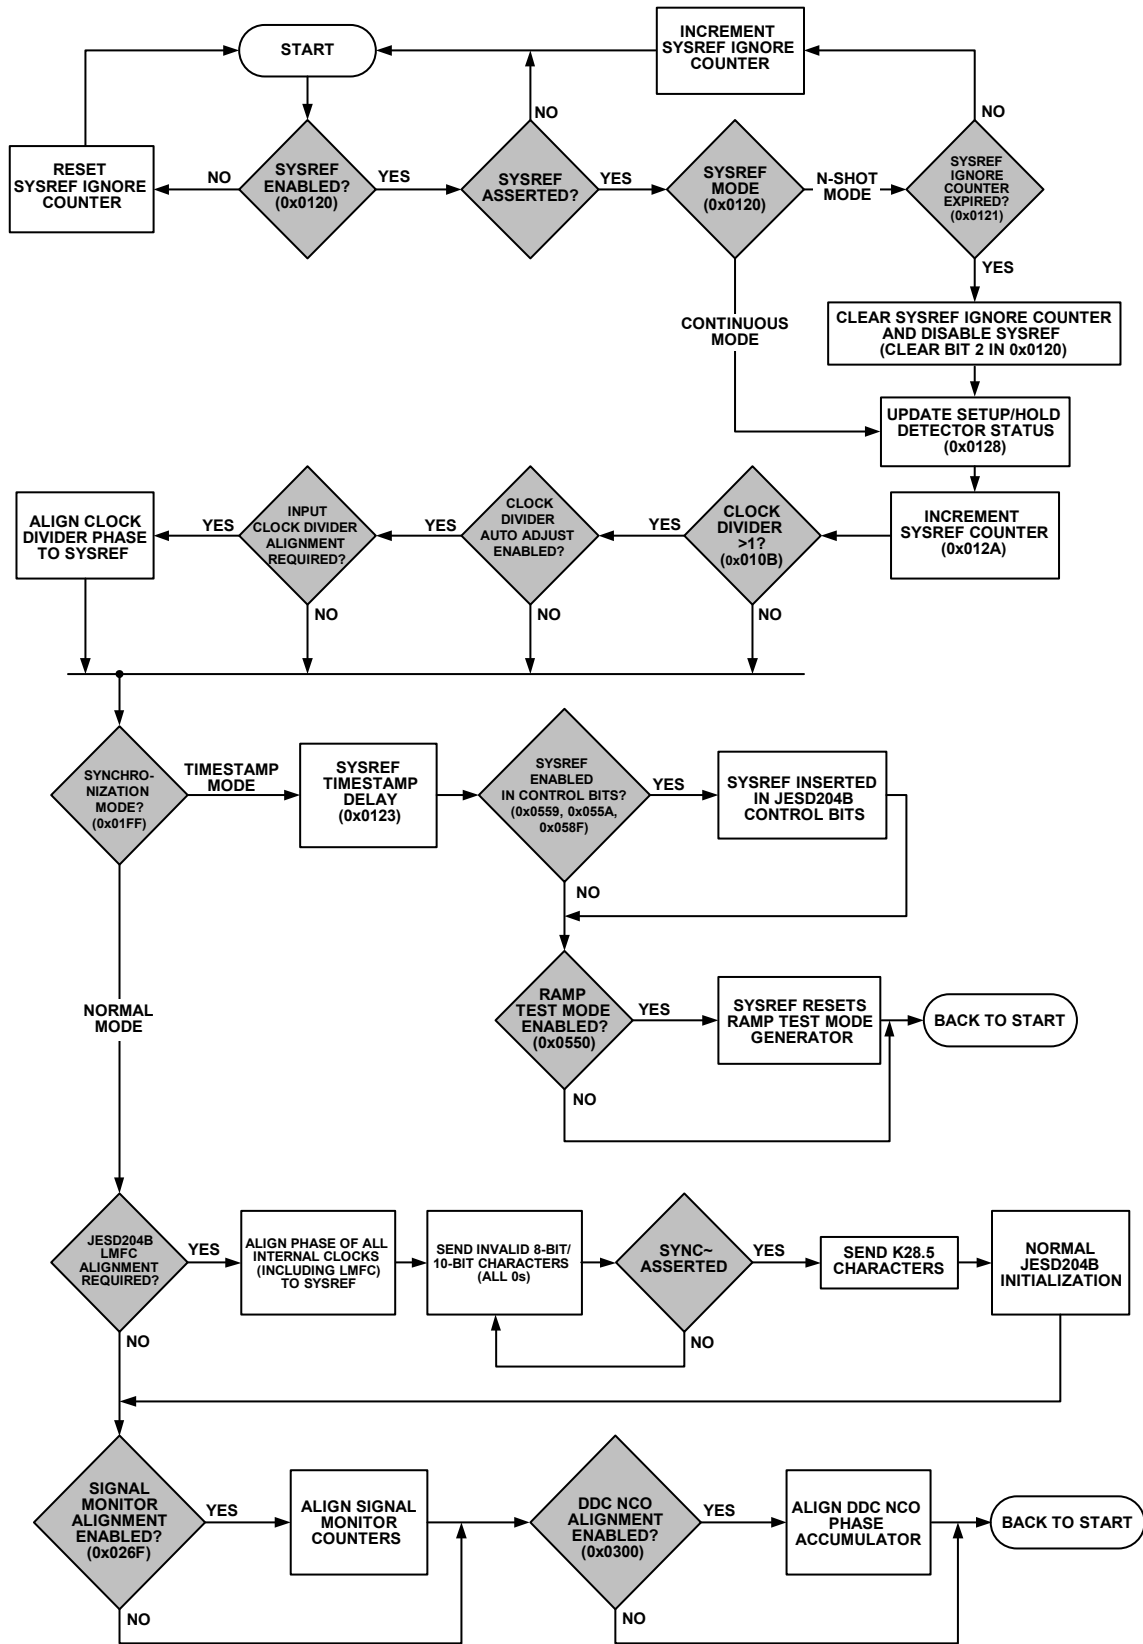 START
INCREMENT
SYSREF IGNORE
COUNTER
NO
NO
RESET
SYSREF IGNORE
COUNTER
NO
SYSREF
ENABLED?
(0x0120)
YES
SYSREF
ASSERTED?
YES
SYSREF
MODE
(0x0120)
N-SHOT
MODE
SYSREF
IGNORE
COUNTER
EXPIRED?
(0x0121)
YES
CONTINUOUS
MODE
CLEAR SYSREF IGNORE COUNTER
AND DISABLE SYSREF
(CLEAR BIT 2 IN 0x0120)
UPDATE SETUP/HOLD
DETECTOR STATUS
(0x0128)
ALIGN CLOCK
DIVIDER PHASE
TO SYSREF
YES
INPUT
CLOCK DIVIDER
ALIGNMENT
REQUIRED?
YES
CLOCK
DIVIDER
AUTO ADJUST
ENABLED?
YES
CLOCK
DIVIDER
>1?
(0x010B)
INCREMENT
SYSREF COUNTER
(0x012A)
NO
NO
NO
SYNCHRO-
NIZATION
MODE?
(0x01FF)
TIMESTAMP
MODE
SYSREF
TIMESTAMP
DELAY
(0x0123)
SYSREF
ENABLED
IN CONTROL BITS?
(0x0559, 0x055A,
0x058F)
YES
SYSREF INSERTED
IN JESD204B
CONTROL BITS
NO
NORMAL
MODE
RAMP
TEST MODE
ENABLED?
(0x0550)
YES
SYSREF RESETS
RAMP TEST MODE
GENERATOR
BACK TO START
NO
JESD204B
LMFC
ALIGNMENT
REQUIRED?
YES
ALIGN PHASE OF ALL
INTERNAL CLOCKS
(INCLUDING LMFC)
TO SYSREF
SEND INVALID 8-BIT/
10-BIT CHARACTERS
(ALL 0s)
SYNC~
ASSERTED
YES
SEND K28.5
CHARACTERS
NORMAL
JESD204B
INITIALIZATION
NO
NO
SIGNAL
MONITOR
ALIGNMENT
ENABLED?
(0x026F)
YES
ALIGN SIGNAL
MONITOR
COUNTERS
DDC NCO
ALIGNMENT
ENABLED?
(0x0300)
YES
ALIGN DDC NCO
PHASE
ACCUMULATOR
BACK TO START
NO
NO